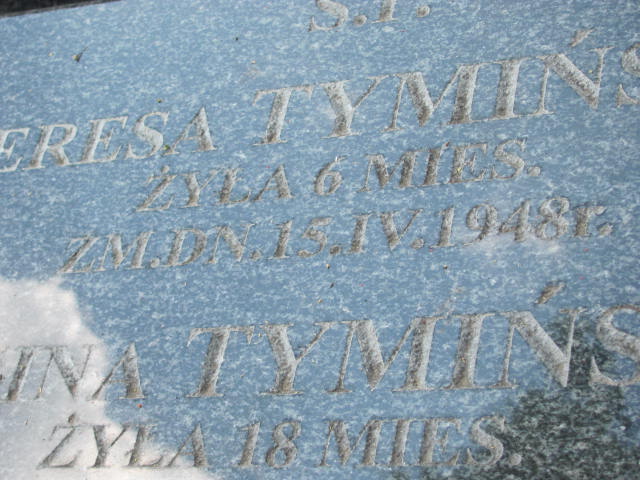 Ś.P.
ERESA TYMIŃS
ŻYŁA 6 MIES.
ZM.DN.15.IV.1948r.
INA TYMIŃS
ŻYŁA 18 MIES.